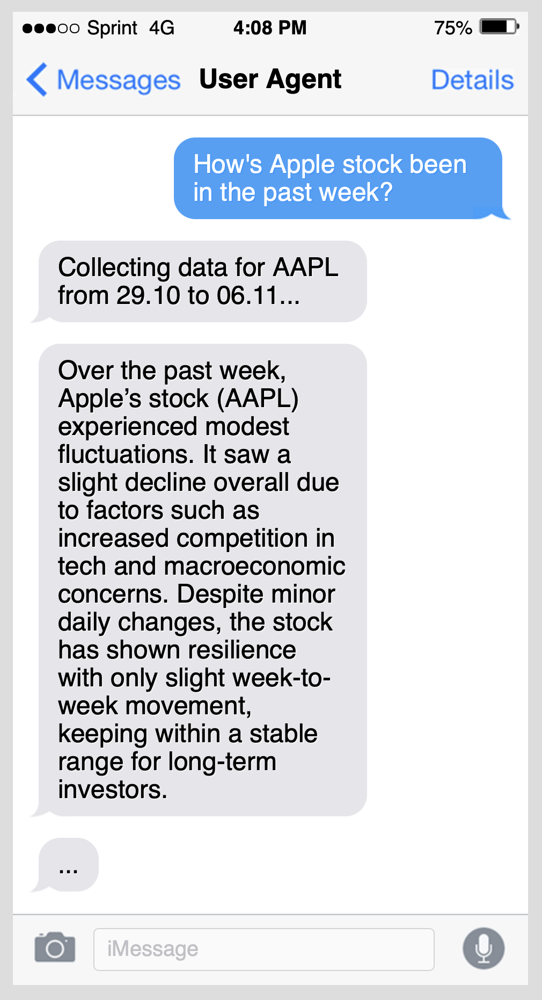 Sprint 4G 4:08 PM 75%
Messages User Agent Details
How's Apple stock been
in the past week?
Collecting data for AAPL
from 29.10 to 06.11...
Over the past week,
Apple’s stock (AAPL)
experienced modest
fluctuations. It saw a
slight decline overall due
to factors such as
increased competition in
tech and macroeconomic
concerns. Despite minor
daily changes, the stock
has shown resilience
with only slight week-to-
week movement,
keeping within a stable
range for long-term
investors.
...
iMessage